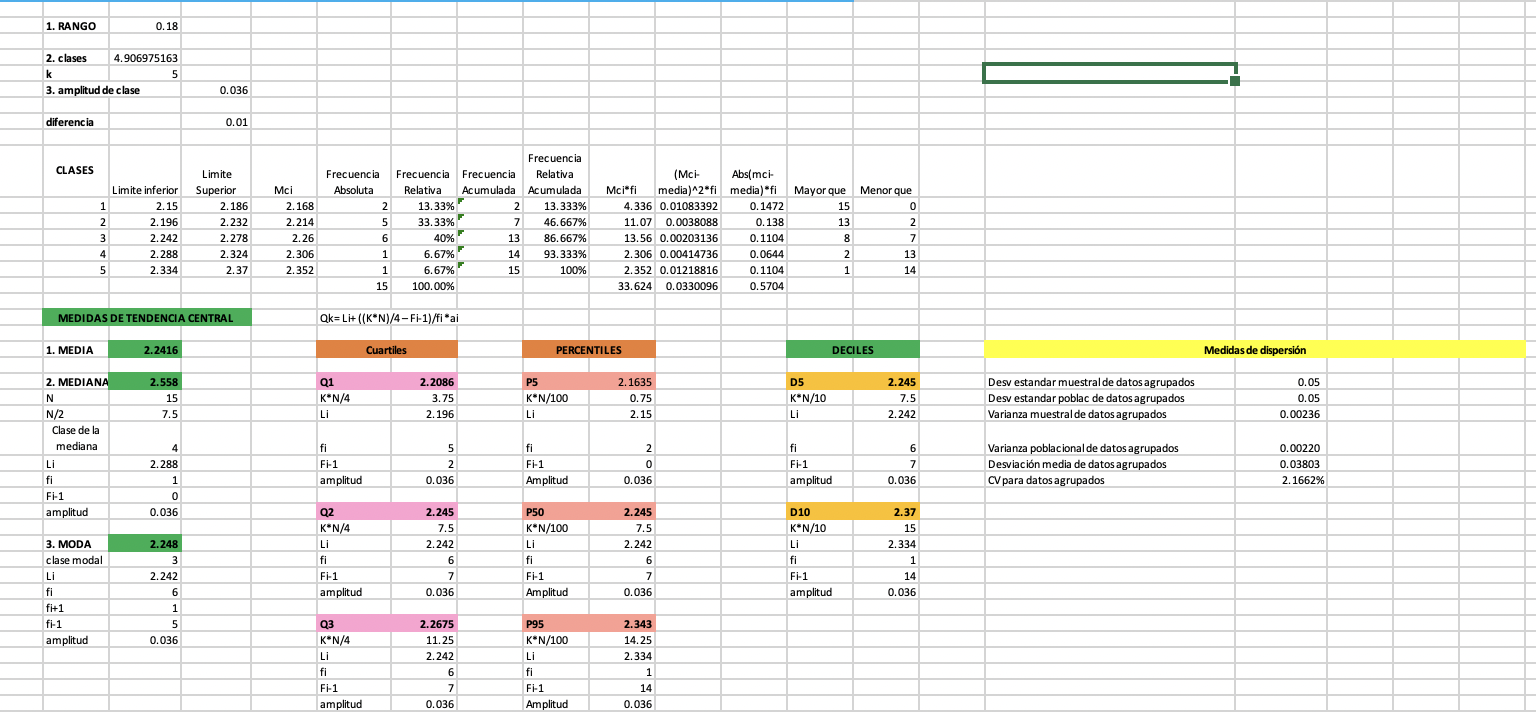 1. RANGO 0.18
2. clases 4.906975163
k 5
3. amplitud de clase 0.036
diferencia 0.01
CLASES Limite inferior Limite Superior Mci Frecuencia Absoluta Frecuencia Relativa Frecuencia Acumulada Frecuencia Relativa Acumulada Mci*fi (Mci-media)^2*fi Abs(mci-media)*fi Mayor que Menor que
1 2.15 2.186 2.168 2 13.33% 2 13.333% 4.336 0.01083392 0.1472 15 0
2 2.196 2.232 2.214 5 33.33% 7 46.667% 11.07 0.0038088 0.138 13 2
3 2.242 2.278 2.26 6 40% 13 86.667% 13.56 0.00203136 0.1104 8 7
4 2.288 2.324 2.306 1 6.67% 14 93.333% 2.306 0.00414736 0.0644 2 13
5 2.334 2.37 2.352 1 6.67% 15 100% 2.352 0.01218816 0.1104 1 14
15 100.00% 33.624 0.0330096 0.5704
MEDIDAS DE TENDENCIA CENTRAL Qk= Li+ ((K*N)/4 – Fi-1)/fi *ai
1. MEDIA 2.2416 Cuartiles PERCENTILES DECILES Medidas de dispersión
2. MEDIANA 2.558 Q1 2.2086 P5 2.1635 D5 2.245 Desv estandar muestral de datos agrupados 0.05
N 15 K*N/4 3.75 K*N/100 0.75 K*N/10 7.5 Desv estandar poblac de datos agrupados 0.05
N/2 7.5 Li 2.196 Li 2.15 Li 2.242 Varianza muestral de datos agrupados 0.00236
Clase de la mediana 4 fi 5 fi 2 fi 6 Varianza poblacional de datos agrupados 0.00220
Li 2.288 Fi-1 2 Fi-1 0 Fi-1 7 Desviación media de datos agrupados 0.03803
fi 1 amplitud 0.036 Amplitud 0.036 amplitud 0.036 CV para datos agrupados 2.1662%
Fi-1 0
amplitud 0.036 Q2 2.245 P50 2.245 D10 2.37
K*N/4 7.5 K*N/100 7.5 K*N/10 15
3. MODA 2.248 Li 2.242 Li 2.242 Li 2.334
clase modal 3 fi 6 fi 6 fi 1
Li 2.242 Fi-1 7 Fi-1 7 Fi-1 14
fi 6 amplitud 0.036 Amplitud 0.036 amplitud 0.036
fi+1 1
fi-1 5 Q3 2.2675 P95 2.343
amplitud 0.036 K*N/4 11.25 K*N/100 14.25
Li 2.242 Li 2.334
fi 6 fi 1
Fi-1 7 Fi-1 14
amplitud 0.036 Amplitud 0.036